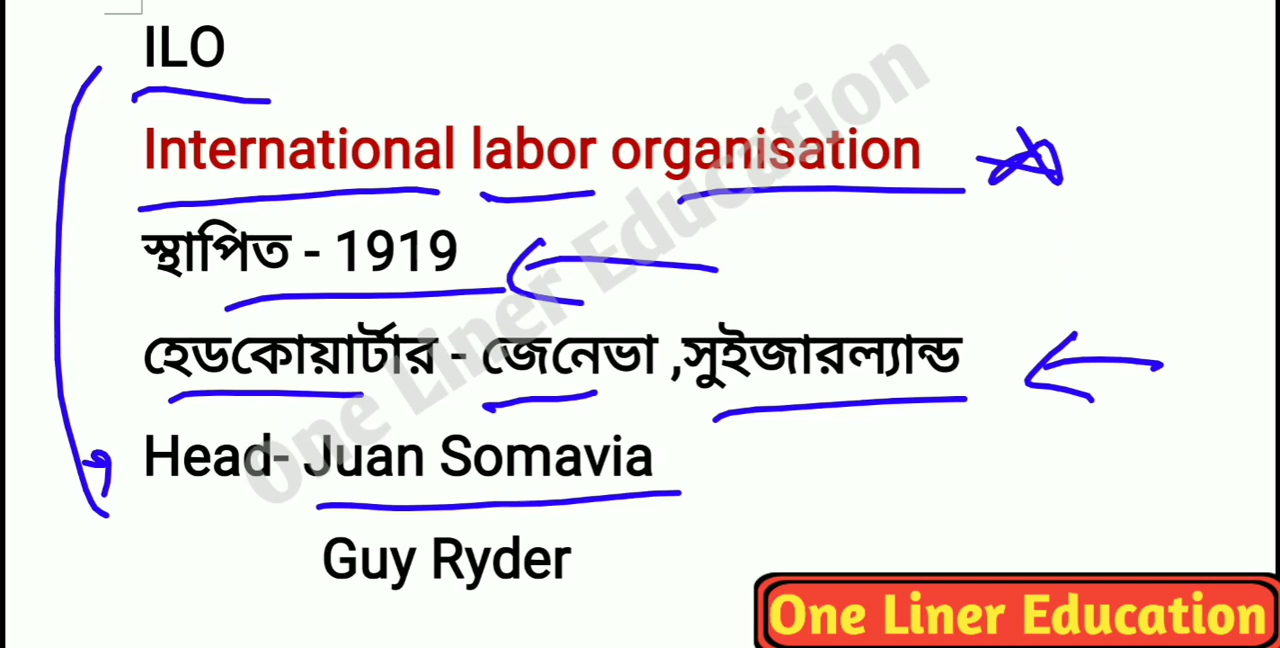 ILO
International labor organisation
স্থাপিত - 1919
হেডকোয়ার্টার - জেনেভা ,সুইজারল্যান্ড
Head- Juan Somavia
Guy Ryder
One Liner Education
One Liner Education